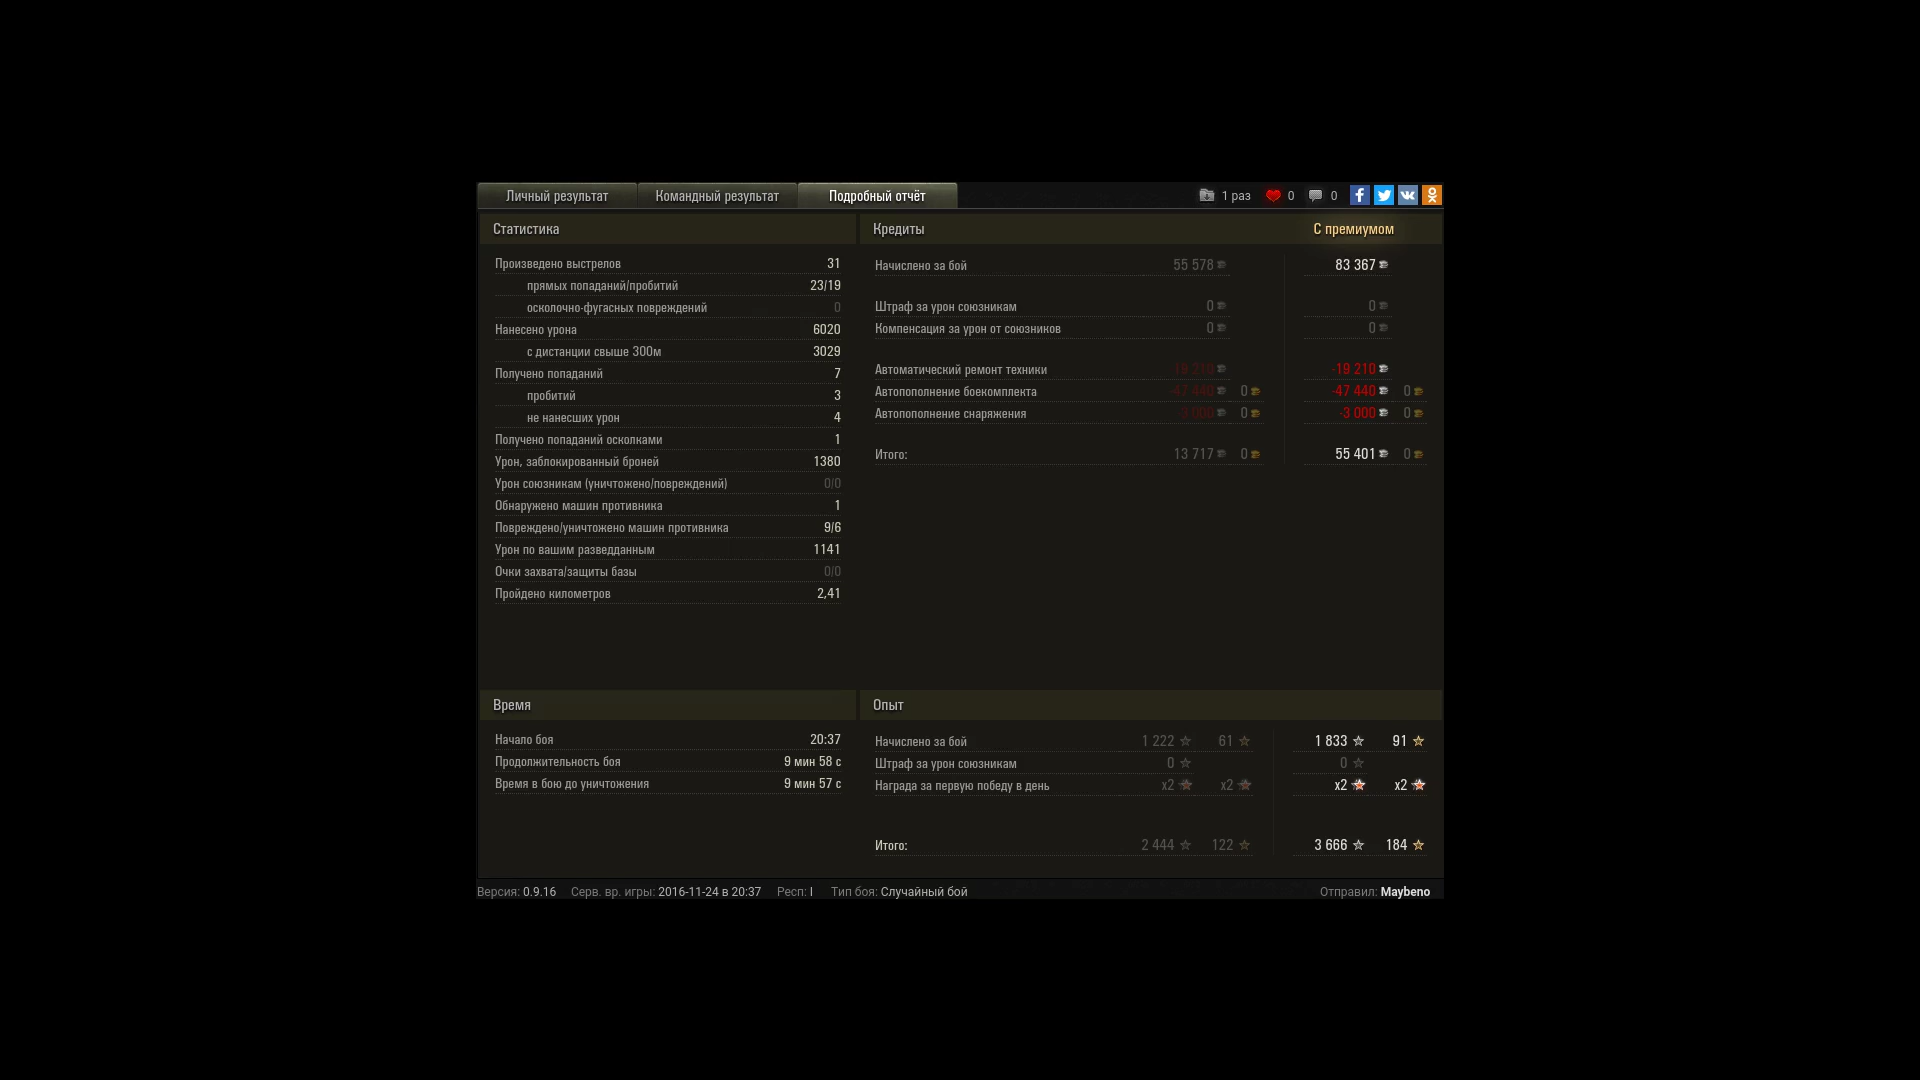 Личный результат Командный результат Подробный отчёт 1 раз 0 0
Статистика
Произведено выстрелов 31
прямых попаданий/пробитий 23/19
осколочно-фугасных повреждений 0
Нанесено урона 6020
с дистанции свыше 300м 3029
Получено попаданий 7
пробитий 3
не нанесших урон 4
Получено попаданий осколками 1
Урон, заблокированный броней 1380
Урон союзникам (уничтожено/повреждений) 0/0
Обнаружено машин противника 1
Повреждено/уничтожено машин противника 9/6
Урон по вашим разведданным 1141
Очки захвата/защиты базы 0/0
Пройдено километров 2,41
Кредиты С премиумом
Начислено за бой 55 578 83 367
Штраф за урон союзникам 0 0
Компенсация за урон от союзников 0 0
Автоматический ремонт техники -19 210 -19 210
Автопополнение боекомплекта -47 440 0 -47 440 0
Автопополнение снаряжения -3 000 0 -3 000 0
Итого: 13 717 0 55 401 0
Время
Начало боя 20:37
Продолжительность боя 9 мин 58 с
Время в бою до уничтожения 9 мин 57 с
Опыт
Начислено за бой 1 222 61 1 833 91
Штраф за урон союзникам 0 0
Награда за первую победу в день x2 x2 x2 x2
Итого: 2 444 122 3 666 184
Версия: 0.9.16 Серв. вр. игры: 2016-11-24 в 20:37 Респ: I Тип боя: Случайный бой Отправил: Maybeno